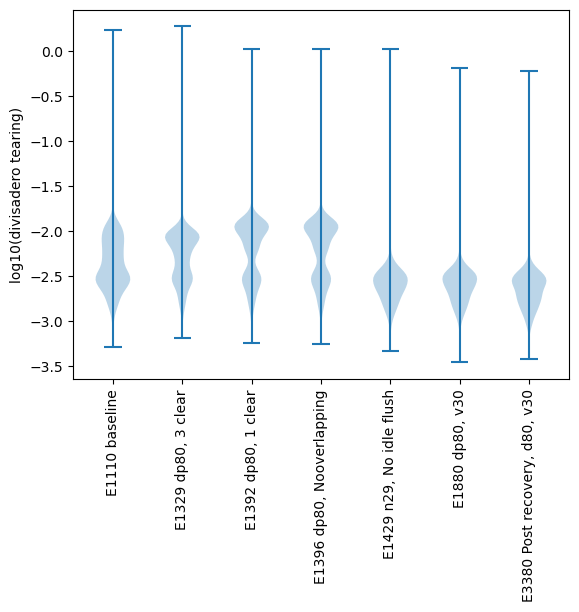 0.0
−0.5
−1.0
−1.5
−2.0
−2.5
−3.0
−3.5
log10(divisadero tearing)
E1110 baseline
E1329 dp80, 3 clear
E1392 dp80, 1 clear
E1396 dp80, Nooverlapping
E1429 n29, No idle flush
E1880 dp80, v30
E3380 Post recovery, d80, v30